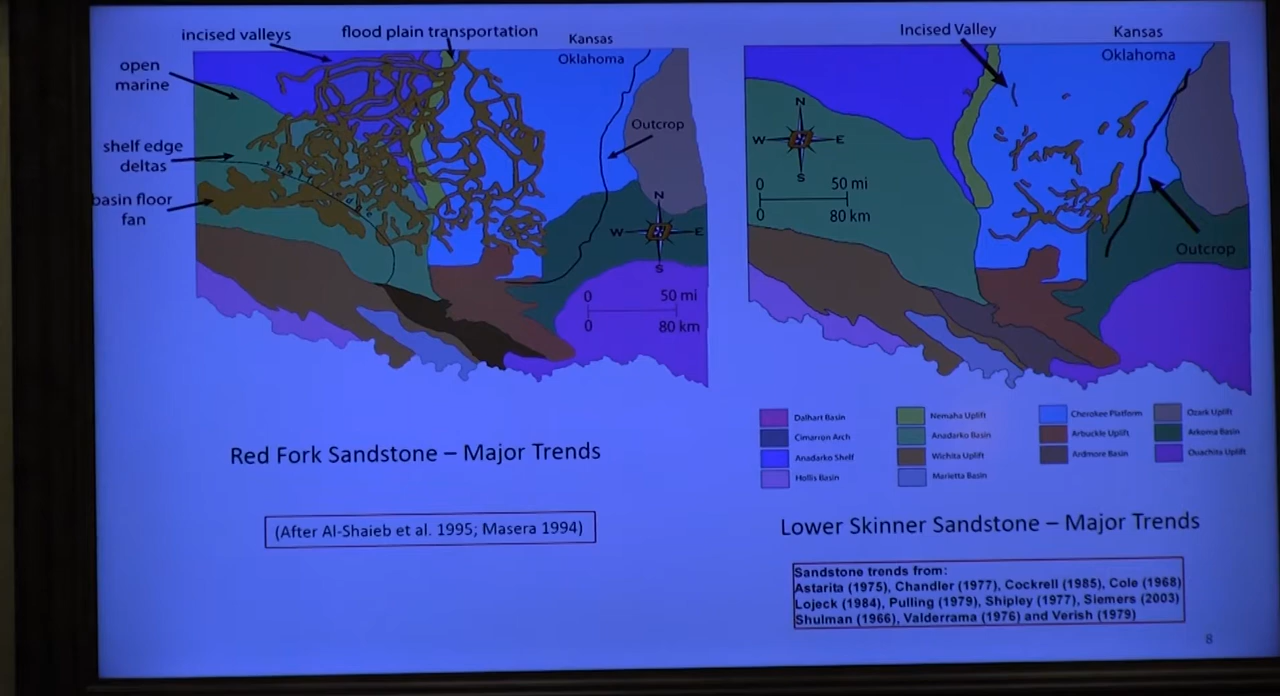 incised valleys
flood plain transportation
Kansas
Oklahoma
open
marine
Outcrop
shelf edge
deltas
basin floor
fan
N
W
E
S
0
50 mi
0
80 km
Red Fork Sandstone – Major Trends
(After Al-Shaieb et al. 1995; Masera 1994)
Incised Valley
Kansas
Oklahoma
N
W
E
S
0
50 mi
0
80 km
Outcrop
Dalhart Basin
Nemaha Uplift
Cherokee Platform
Ozark Uplift
Cimarron Arch
Anadarko Basin
Arbuckle Uplift
Arkoma Basin
Anadarko Shelf
Wichita Uplift
Ardmore Basin
Ouachita Uplift
Hollis Basin
Marietta Basin
Lower Skinner Sandstone – Major Trends
Sandstone trends from:
Astarita (1975), Chandler (1977), Cockrell (1985), Cole (1968)
Lojeck (1984), Pulling (1979), Shipley (1977), Siemers (2003)
Shulman (1966), Valderrama (1976) and Verish (1979)
8